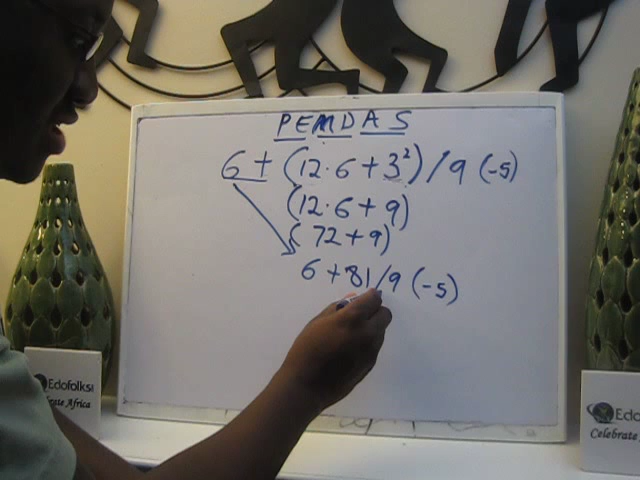 PEMDAS
6 + (12·6+3²)/9 (-5)
(12·6+9)
(72+9)
6+81/9 (-5)
Edofolks
Celebrate Africa
Edo
Celebrate